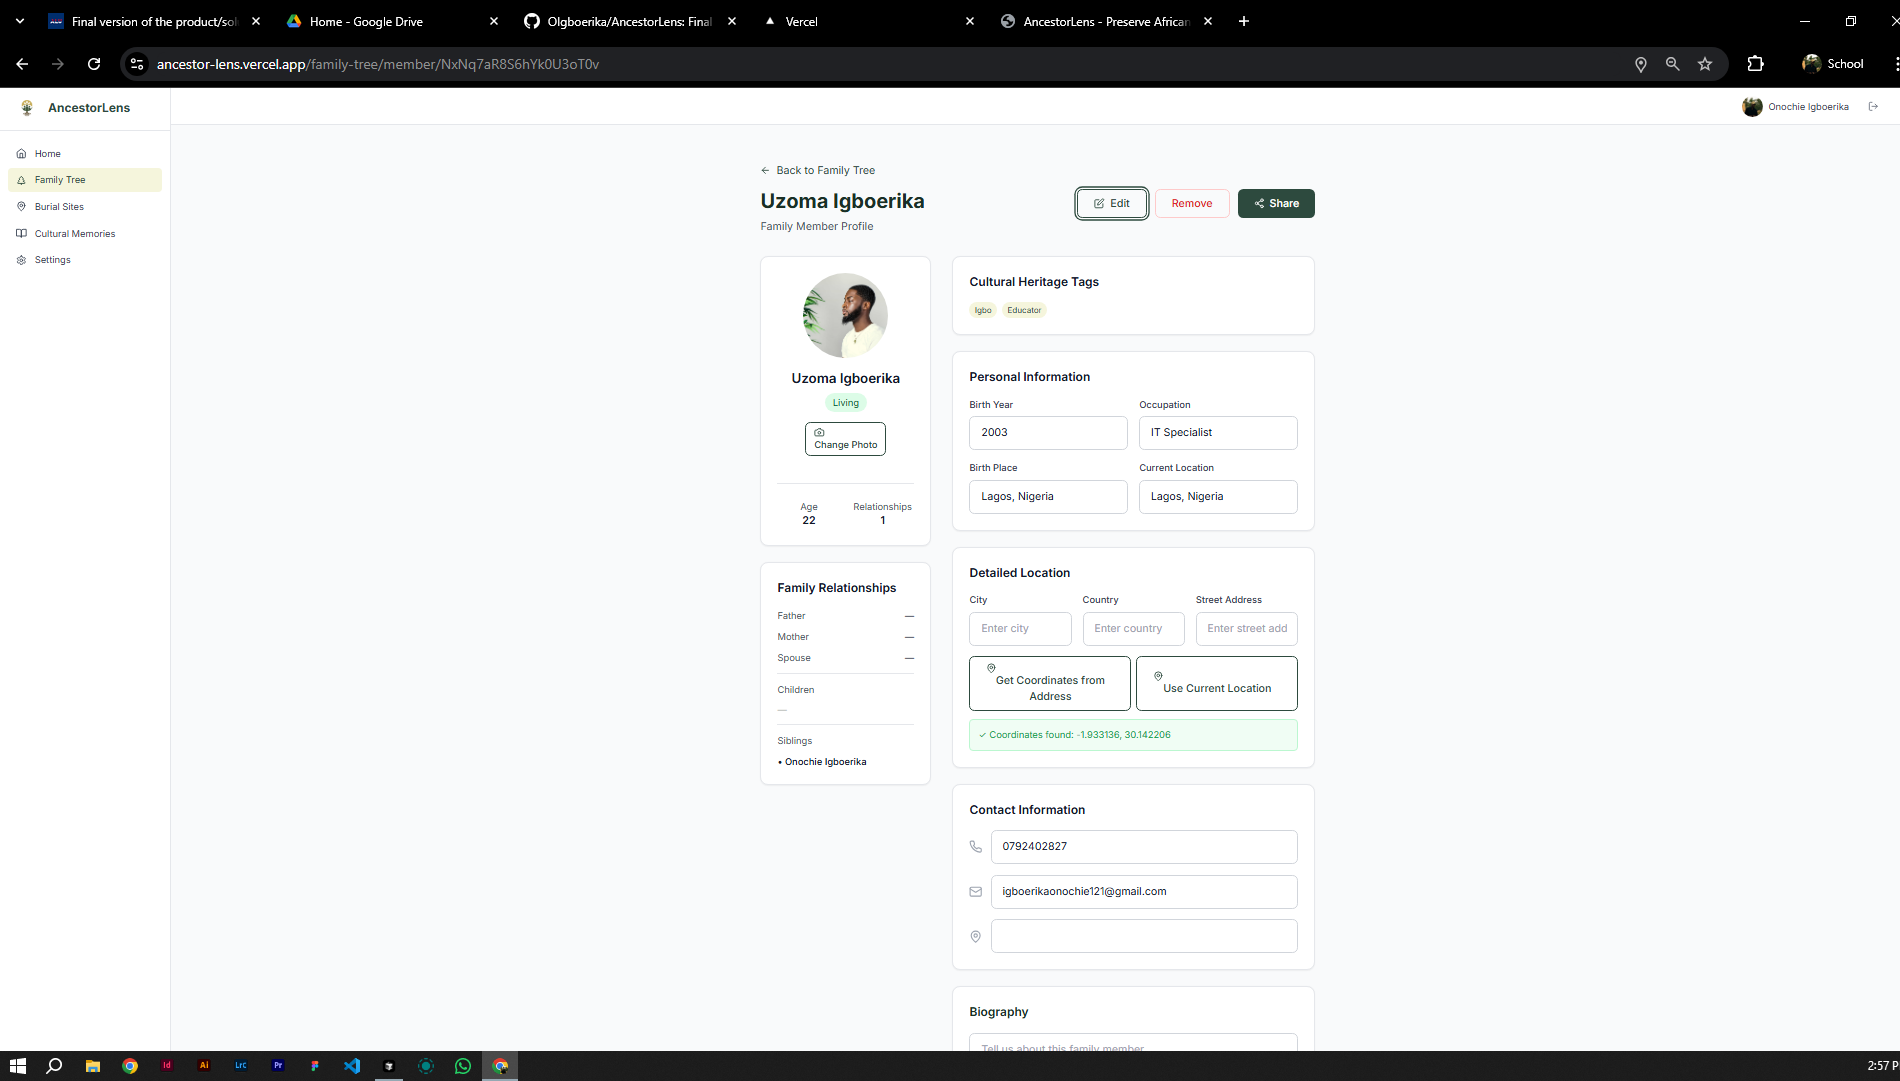 Final version of the product/sol
Home - Google Drive
OIgboerika/AncestorLens: Final
Vercel
AncestorLens - Preserve African
ancestor-lens.vercel.app/family-tree/member/NxNq7aR8S6hYk0U3oT0v
School
AncestorLens
Onochie Igboerika
Home
Family Tree
Burial Sites
Cultural Memories
Settings
Back to Family Tree
Uzoma Igboerika
Family Member Profile
Edit
Remove
Share
Uzoma Igboerika
Living
Change Photo
Age
22
Relationships
1
Family Relationships
Father —
Mother —
Spouse —
Children
—
Siblings
• Onochie Igboerika
Cultural Heritage Tags
Igbo
Educator
Personal Information
Birth Year
2003
Occupation
IT Specialist
Birth Place
Lagos, Nigeria
Current Location
Lagos, Nigeria
Detailed Location
City
Enter city
Country
Enter country
Street Address
Enter street add
Get Coordinates from
Address
Use Current Location
✓ Coordinates found: -1.933136, 30.142206
Contact Information
0792402827
igboerikaonochie121@gmail.com
Biography
Tell us about this family member
Id
Ai
LrC
Pr
2:57 P